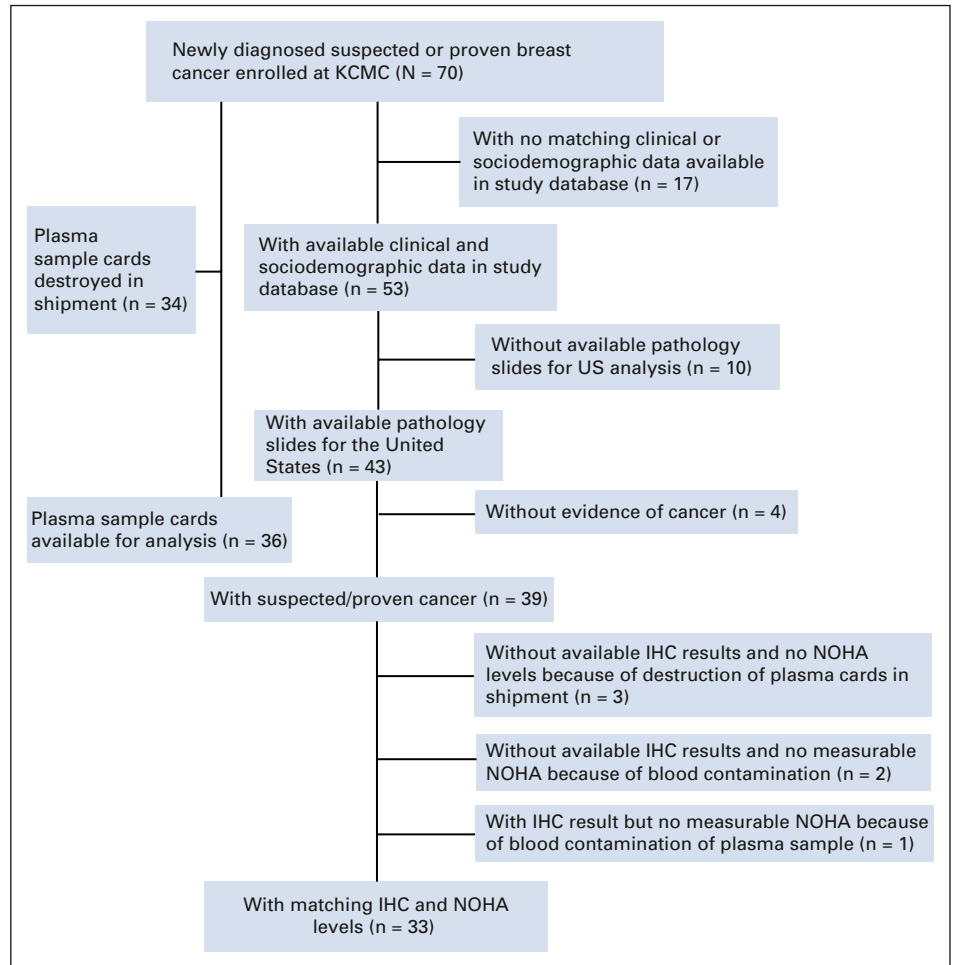 Newly diagnosed suspected or proven breast
cancer enrolled at KCMC (N = 70)
With no matching clinical or
sociodemographic data available
in study database (n = 17)
Plasma
sample cards
destroyed in
shipment (n = 34)
With available clinical and
sociodemographic data in study
database (n = 53)
Without available pathology
slides for US analysis (n = 10)
With available pathology
slides for the United
States (n = 43)
Plasma sample cards
available for analysis (n = 36)
Without evidence of cancer (n = 4)
With suspected/proven cancer (n = 39)
Without available IHC results and no NOHA
levels because of destruction of plasma cards in
shipment (n = 3)
Without available IHC results and no measurable
NOHA because of blood contamination (n = 2)
With IHC result but no measurable NOHA because
of blood contamination of plasma sample (n = 1)
With matching IHC and NOHA
levels (n = 33)